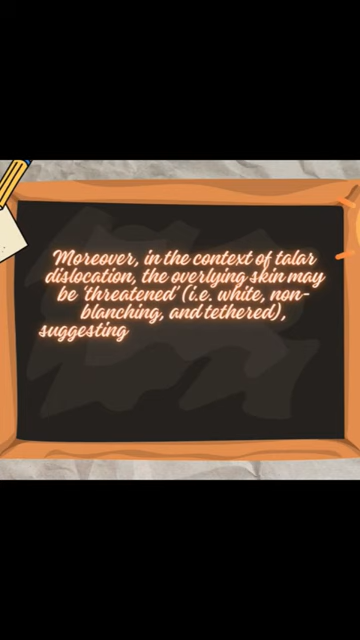 Moreover, in the context of talar
dislocation, the overlying skin may
be 'threatened' (i.e. white, non-
blanching, and tethered),
suggesting